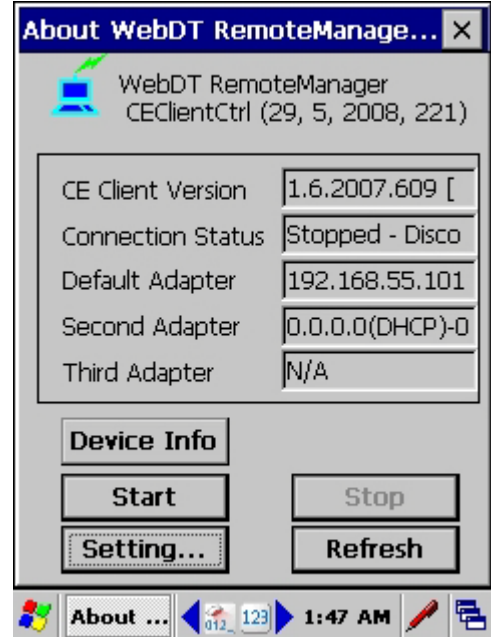 About WebDT RemoteManage...
WebDT RemoteManager
CEClientCtrl (29, 5, 2008, 221)
CE Client Version 1.6.2007.609 [
Connection Status Stopped - Disco
Default Adapter 192.168.55.101
Second Adapter 0.0.0.0(DHCP)-0
Third Adapter N/A
Device Info
Start Stop
Setting... Refresh
About ... 012_ 123 1:47 AM